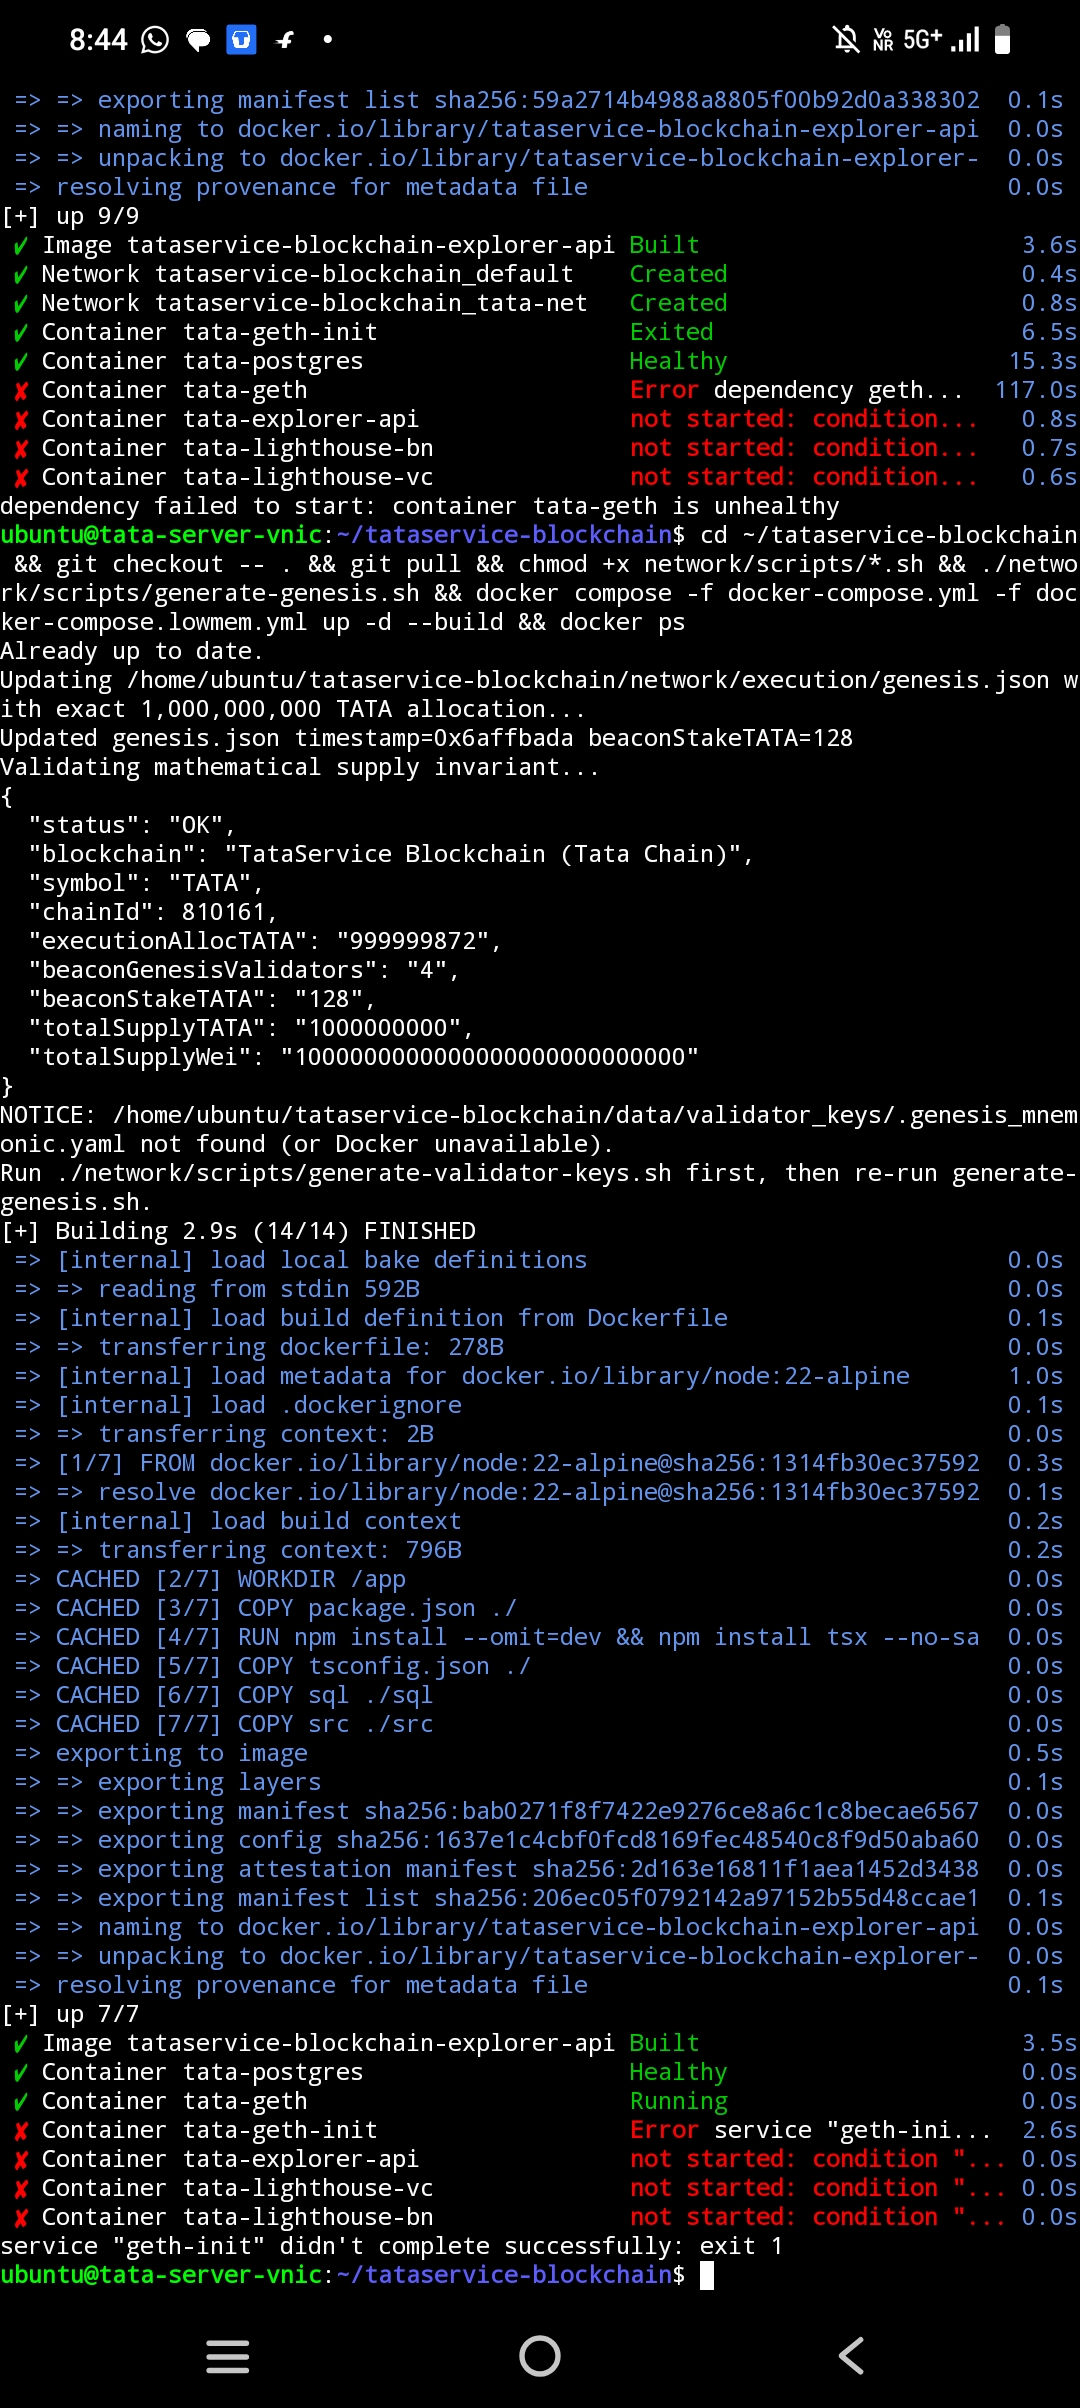 8:44 VoNR 5G+
=> => exporting manifest list sha256:59a2714b4988a8805f00b92d0a338302 0.1s
=> => naming to docker.io/library/tataservice-blockchain-explorer-api 0.0s
=> => unpacking to docker.io/library/tataservice-blockchain-explorer- 0.0s
=> resolving provenance for metadata file 0.0s
[+] up 9/9
✔ Image tataservice-blockchain-explorer-api Built 3.6s
✔ Network tataservice-blockchain_default Created 0.4s
✔ Network tataservice-blockchain_tata-net Created 0.8s
✔ Container tata-geth-init Exited 6.5s
✔ Container tata-postgres Healthy 15.3s
✘ Container tata-geth Error dependency geth... 117.0s
✘ Container tata-explorer-api not started: condition... 0.8s
✘ Container tata-lighthouse-bn not started: condition... 0.7s
✘ Container tata-lighthouse-vc not started: condition... 0.6s
dependency failed to start: container tata-geth is unhealthy
ubuntu@tata-server-vnic:~/tataservice-blockchain$ cd ~/tataservice-blockchain
&& git checkout -- . && git pull && chmod +x network/scripts/*.sh && ./netwo
rk/scripts/generate-genesis.sh && docker compose -f docker-compose.yml -f doc
ker-compose.lowmem.yml up -d --build && docker ps
Already up to date.
Updating /home/ubuntu/tataservice-blockchain/network/execution/genesis.json w
ith exact 1,000,000,000 TATA allocation...
Updated genesis.json timestamp=0x6affbada beaconStakeTATA=128
Validating mathematical supply invariant...
{
"status": "OK",
"blockchain": "TataService Blockchain (Tata Chain)",
"symbol": "TATA",
"chainId": 810161,
"executionAllocTATA": "999999872",
"beaconGenesisValidators": "4",
"beaconStakeTATA": "128",
"totalSupplyTATA": "1000000000",
"totalSupplyWei": "1000000000000000000000000000"
}
NOTICE: /home/ubuntu/tataservice-blockchain/data/validator_keys/.genesis_mnem
onic.yaml not found (or Docker unavailable).
Run ./network/scripts/generate-validator-keys.sh first, then re-run generate-
genesis.sh.
[+] Building 2.9s (14/14) FINISHED
=> [internal] load local bake definitions 0.0s
=> => reading from stdin 592B 0.0s
=> [internal] load build definition from Dockerfile 0.1s
=> => transferring dockerfile: 278B 0.0s
=> [internal] load metadata for docker.io/library/node:22-alpine 1.0s
=> [internal] load .dockerignore 0.1s
=> => transferring context: 2B 0.0s
=> [1/7] FROM docker.io/library/node:22-alpine@sha256:1314fb30ec37592 0.3s
=> => resolve docker.io/library/node:22-alpine@sha256:1314fb30ec37592 0.1s
=> [internal] load build context 0.2s
=> => transferring context: 796B 0.2s
=> CACHED [2/7] WORKDIR /app 0.0s
=> CACHED [3/7] COPY package.json ./ 0.0s
=> CACHED [4/7] RUN npm install --omit=dev && npm install tsx --no-sa 0.0s
=> CACHED [5/7] COPY tsconfig.json ./ 0.0s
=> CACHED [6/7] COPY sql ./sql 0.0s
=> CACHED [7/7] COPY src ./src 0.0s
=> exporting to image 0.5s
=> => exporting layers 0.1s
=> => exporting manifest sha256:bab0271f8f7422e9276ce8a6c1c8becae6567 0.0s
=> => exporting config sha256:1637e1c4cbf0fcd8169fec48540c8f9d50aba60 0.0s
=> => exporting attestation manifest sha256:2d163e16811f1aea1452d3438 0.0s
=> => exporting manifest list sha256:206ec05f0792142a97152b55d48ccae1 0.1s
=> => naming to docker.io/library/tataservice-blockchain-explorer-api 0.0s
=> => unpacking to docker.io/library/tataservice-blockchain-explorer- 0.0s
=> resolving provenance for metadata file 0.1s
[+] up 7/7
✔ Image tataservice-blockchain-explorer-api Built 3.5s
✔ Container tata-postgres Healthy 0.0s
✔ Container tata-geth Running 0.0s
✘ Container tata-geth-init Error service "geth-ini... 2.6s
✘ Container tata-explorer-api not started: condition "... 0.0s
✘ Container tata-lighthouse-vc not started: condition "... 0.0s
✘ Container tata-lighthouse-bn not started: condition "... 0.0s
service "geth-init" didn't complete successfully: exit 1
ubuntu@tata-server-vnic:~/tataservice-blockchain$